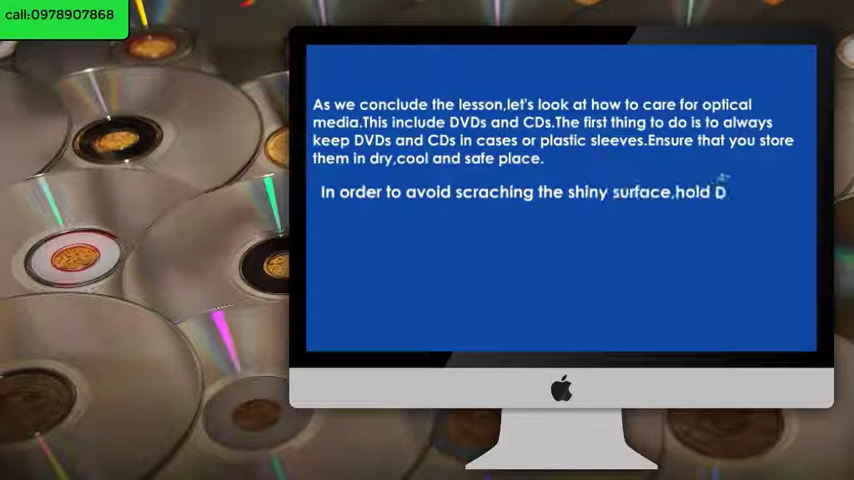 call:0978907868
As we conclude the lesson,let's look at how to care for optical
media.This include DVDs and CDs.The first thing to do is to always
keep DVDs and CDs in cases or plastic sleeves.Ensure that you store
them in dry,cool and safe place.
In order to avoid scraching the shiny surface,hold D